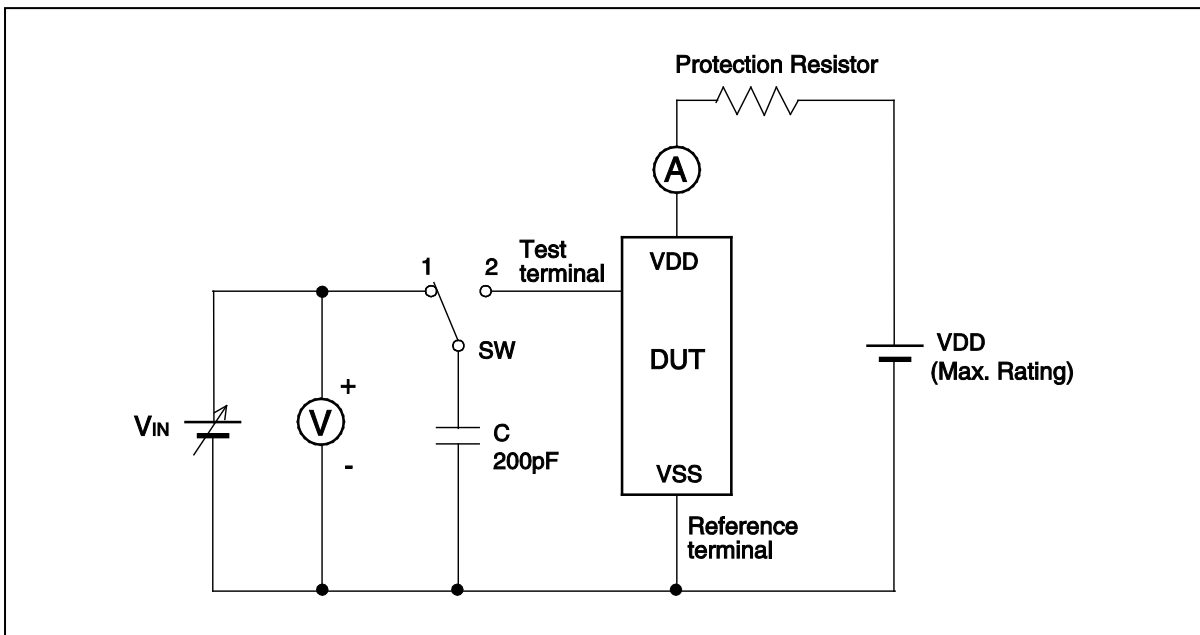 Protection Resistor
A
1
2
Test
terminal
VDD
SW
DUT
VDD
(Max. Rating)
+
V
-
VIN
C
200pF
VSS
Reference
terminal